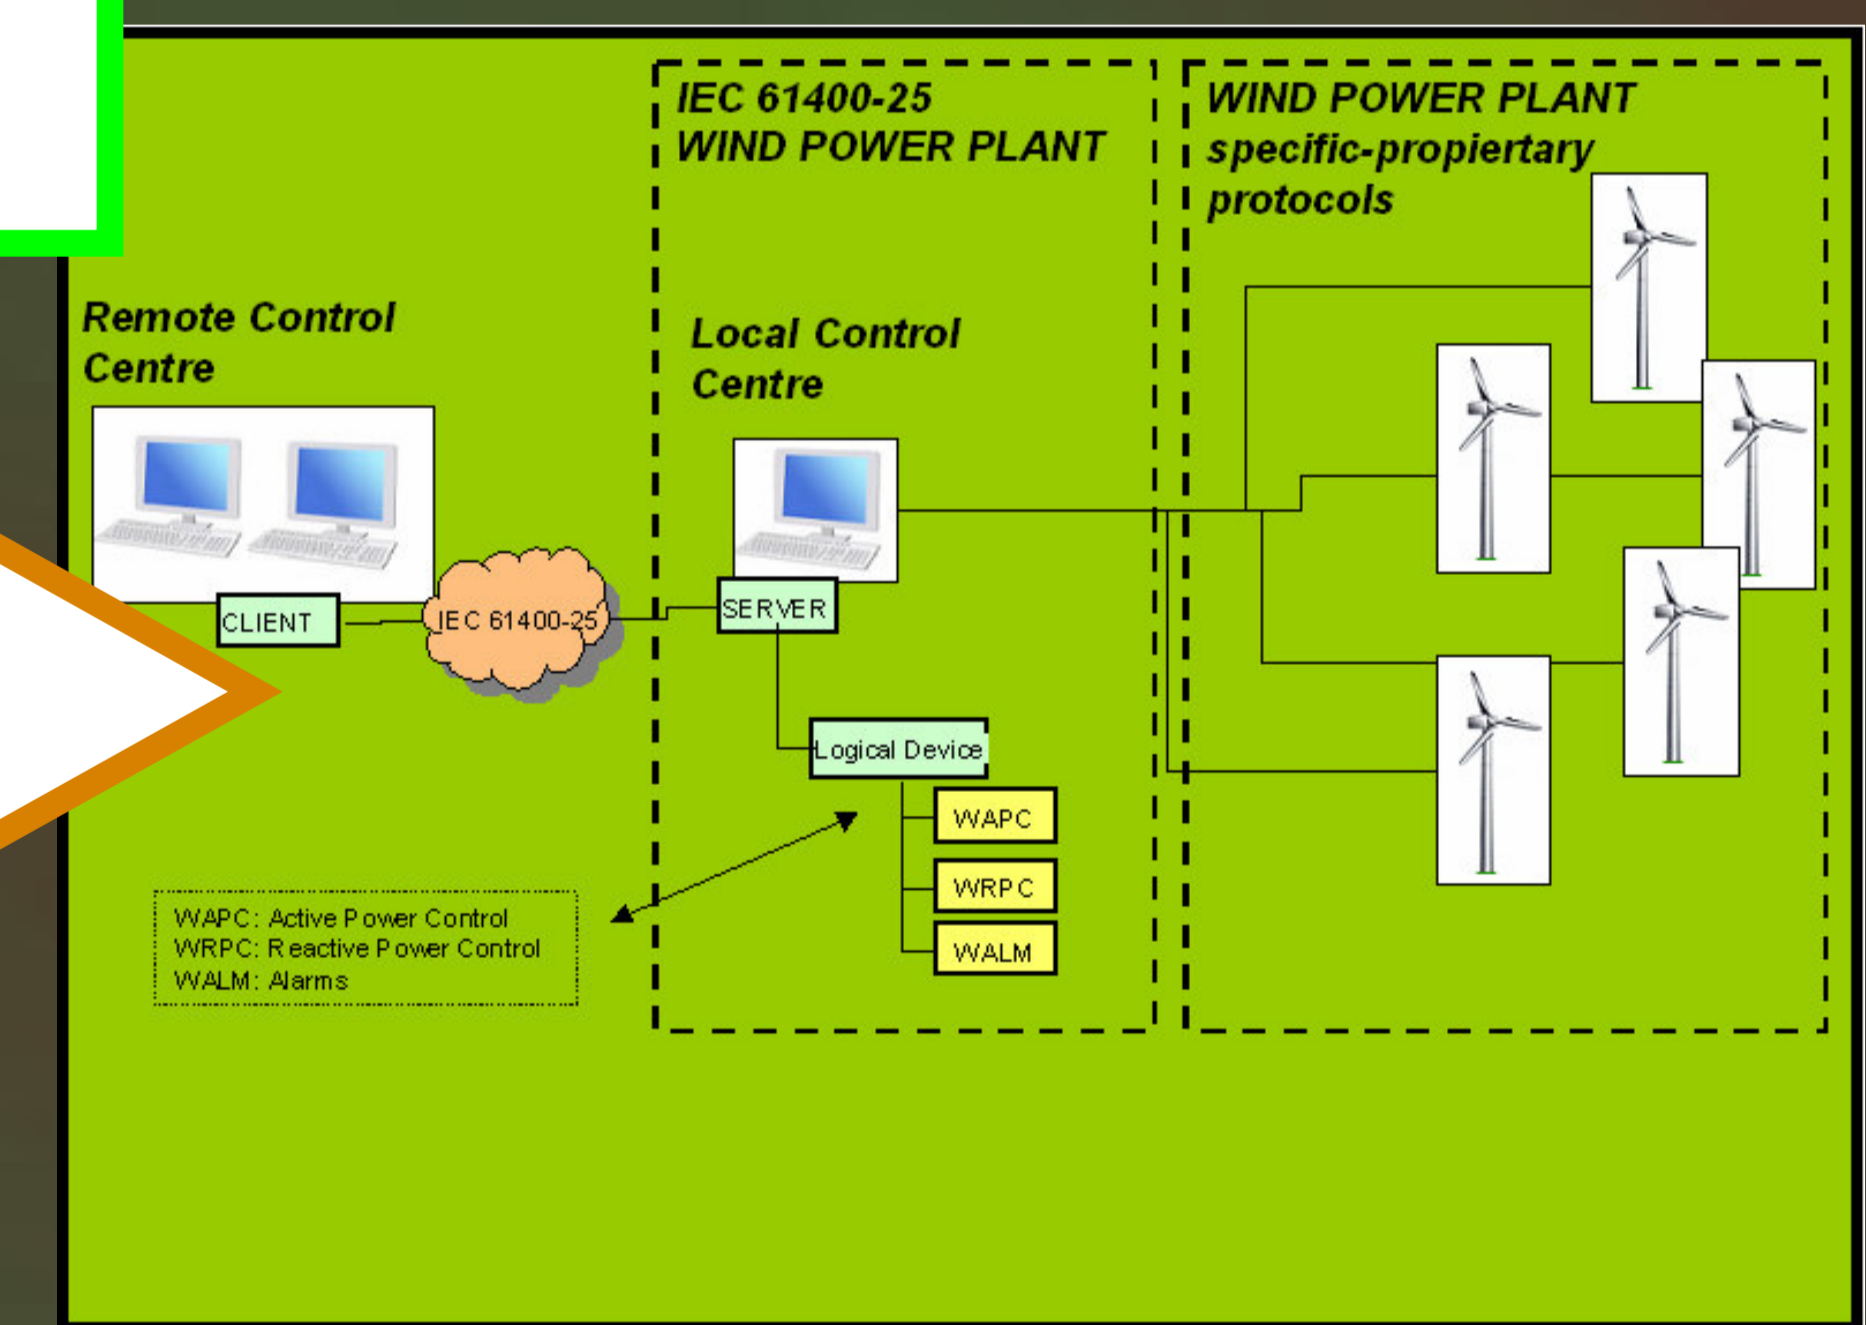 IEC 61400-25
WIND POWER PLANT
WIND POWER PLANT
specific-propiertary
protocols
Remote Control
Centre
Local Control
Centre
CLIENT
IEC 61400-25
SERVER
Logical Device
WAPC
WRPC
WALM
WAPC: Active Power Control
WRPC: Reactive Power Control
WALM: Alarms